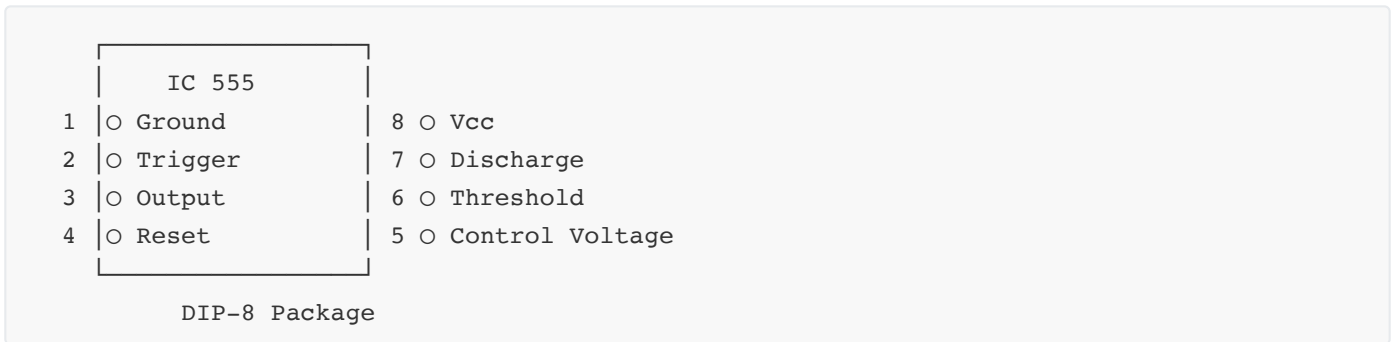 IC 555
1 ○ Ground 8 ○ Vcc
2 ○ Trigger 7 ○ Discharge
3 ○ Output 6 ○ Threshold
4 ○ Reset 5 ○ Control Voltage
DIP-8 Package